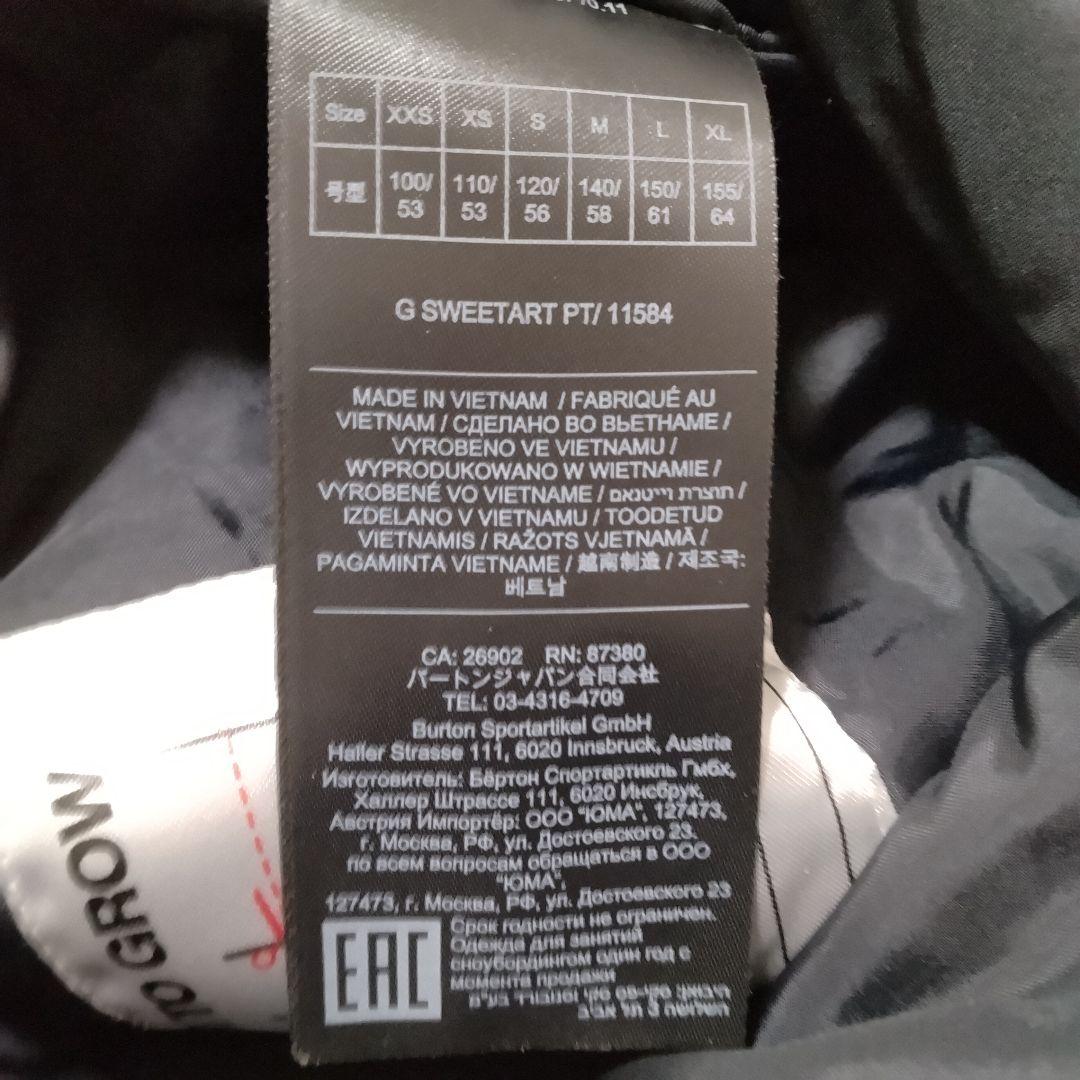 Size XXS XS S M L XL
号型 100/ 110/ 120/ 140/ 150/ 155/
53 53 56 58 61 64
G SWEETART PT/ 11584
MADE IN VIETNAM / FABRIQUÉ AU
VIETNAM / СДЕЛАНО ВО ВЬЕТНАМЕ /
VYROBENO VE VIETNAMU /
WYPRODUKOWANO W WIETNAMIE /
VYROBENÉ VO VIETNAME / תוצרת וייטנאם /
IZDELANO V VIETNAMU / TOODETUD
VIETNAMIS / RAŽOTS VJETNAMĀ /
PAGAMINTA VIETNAME / 越南制造 / 제조국:
베트남
CA: 26902 RN: 87380
バートンジャパン合同会社
TEL: 03-4316-4709
Burton Sportartikel GmbH
Haller Strasse 111, 6020 Innsbruck, Austria
Изготовитель: Бёртон Спортартикль Гмбх,
Халлер Штрассе 111, 6020 Инсбрук,
Австрия Импортёр: ООО "ЮМА", 127473,
г. Москва, РФ, ул. Достоевского 23.
по всем вопросам обращаться в ООО
"ЮМА",
127473, г. Москва, РФ, ул. Достоевского 23
Срок годности не ограничен.
Одежда для занятий
сноубордингом один год с
момента продажи
EAC
TO GROW